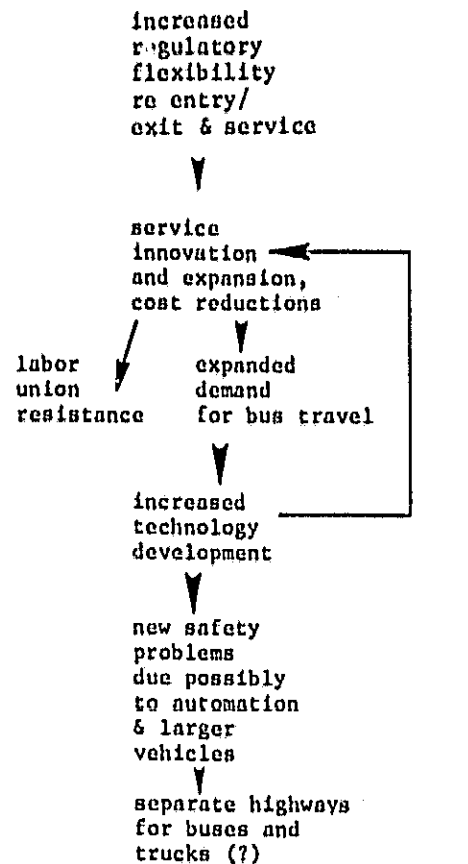 increased
regulatory
flexibility
re entry/
exit & service
service
innovation
and expansion,
cost reductions
labor
union
resistance
expanded
demand
for bus travel
increased
technology
development
new safety
problems
due possibly
to automation
& larger
vehicles
separate highways
for buses and
trucks (?)